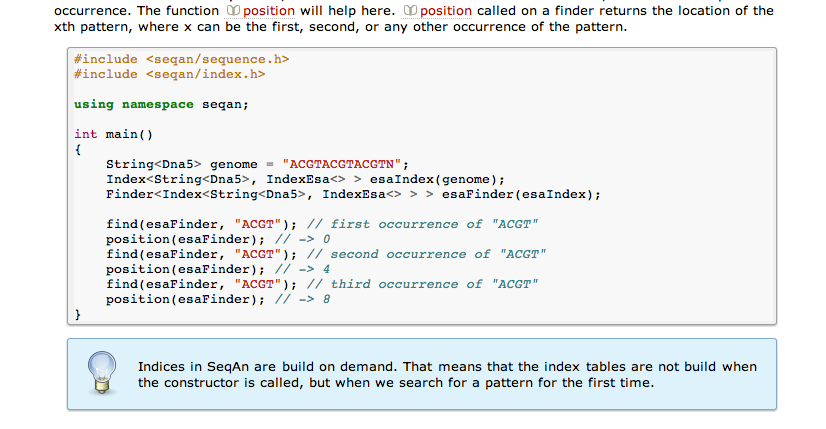 occurrence. The function position will help here. position called on a finder returns the location of the
xth pattern, where x can be the first, second, or any other occurrence of the pattern.
#include <seqan/sequence.h>
#include <seqan/index.h>
using namespace seqan;
int main()
{
String<Dna5> genome = "ACGTACGTACGTN";
Index<String<Dna5>, IndexEsa<> > esaIndex(genome);
Finder<Index<String<Dna5>, IndexEsa<> > > esaFinder(esaIndex);
find(esaFinder, "ACGT"); // first occurrence of "ACGT"
position(esaFinder); // -> 0
find(esaFinder, "ACGT"); // second occurrence of "ACGT"
position(esaFinder); // -> 4
find(esaFinder, "ACGT"); // third occurrence of "ACGT"
position(esaFinder); // -> 8
}
Indices in SeqAn are build on demand. That means that the index tables are not build when
the constructor is called, but when we search for a pattern for the first time.